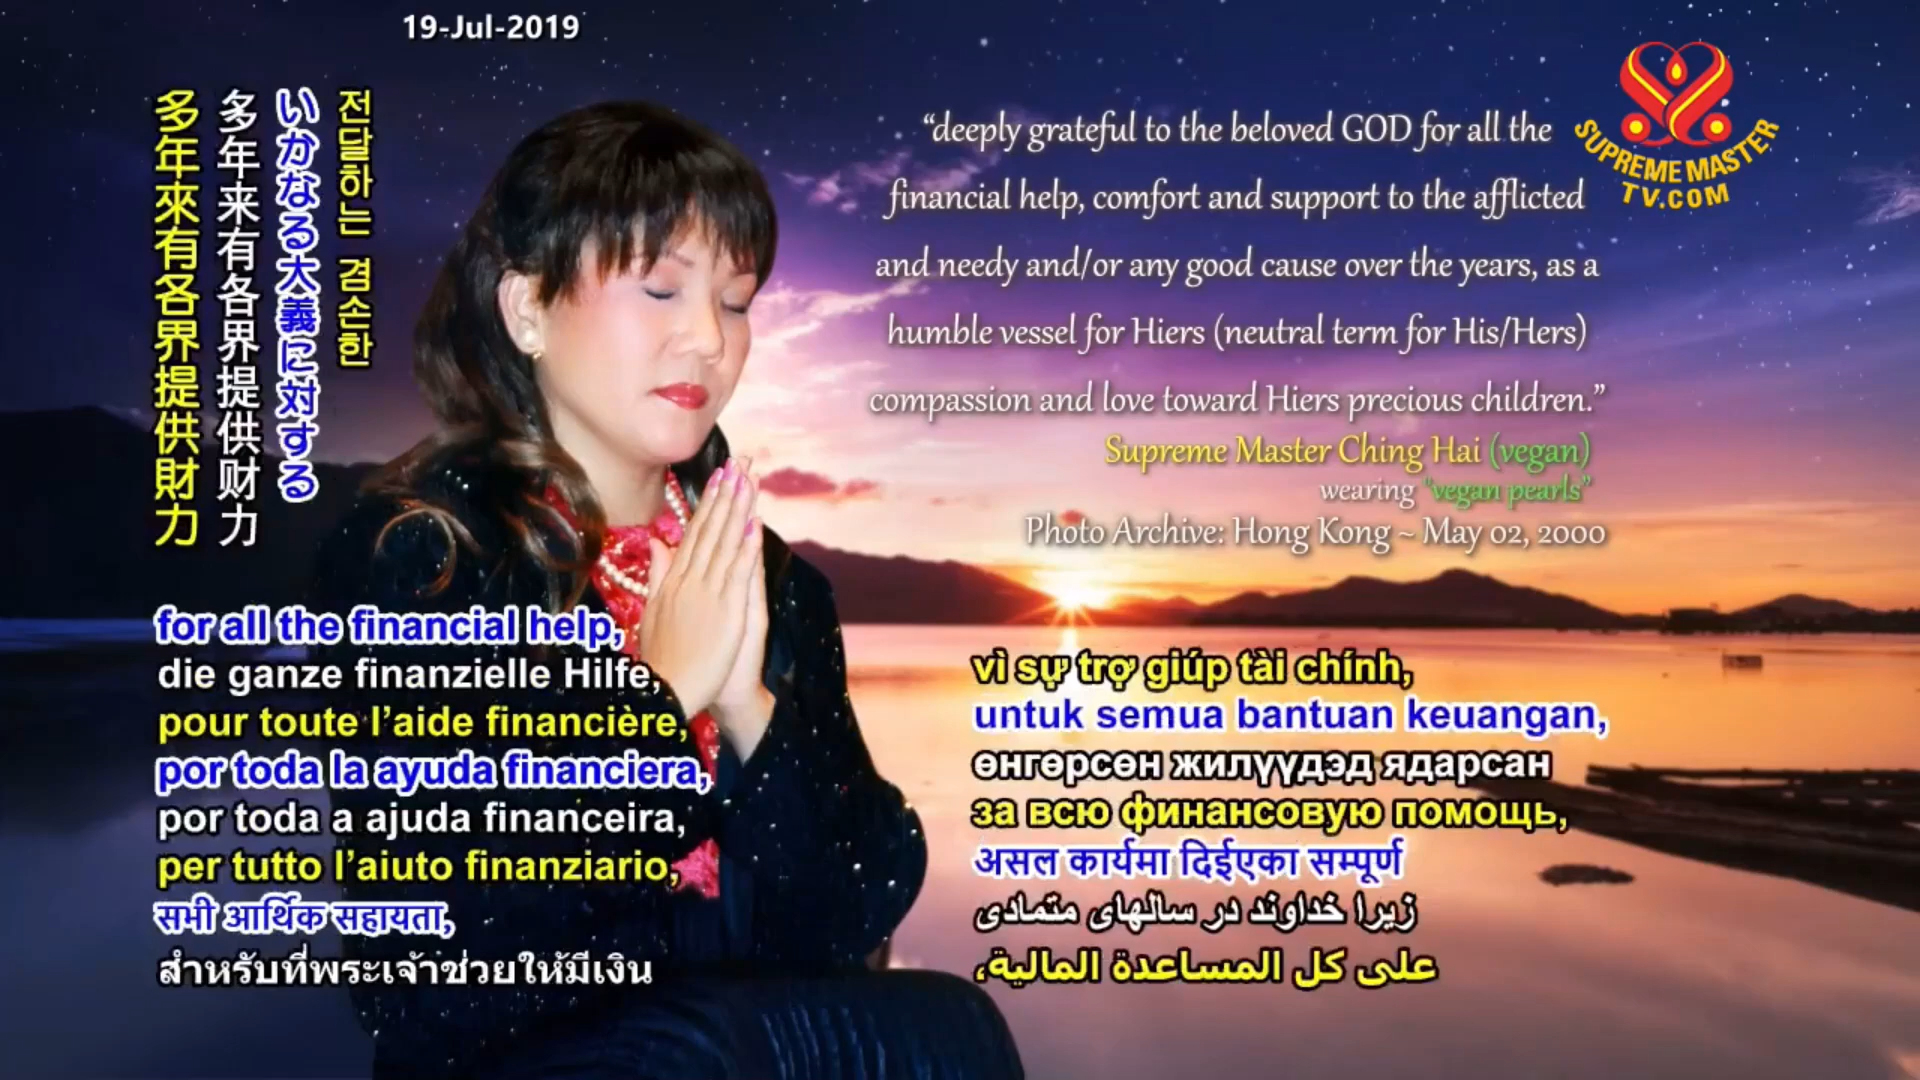 19-Jul-2019
전달하는 겸손한
いかなる大義に対する
多年来有各界提供财力
多年來有各界提供財力
“deeply grateful to the beloved GOD for all the
financial help, comfort and support to the afflicted
and needy and/or any good cause over the years, as a
humble vessel for Hiers (neutral term for His/Hers)
compassion and love toward Hiers precious children.”
Supreme Master Ching Hai (vegan)
wearing “vegan pearls”
Photo Archive: Hong Kong ~ May 02, 2000
SUPREME MASTER
TV.COM
for all the financial help,
die ganze finanzielle Hilfe,
pour toute l’aide financière,
por toda la ayuda financiera,
por toda a ajuda financeira,
per tutto l’aiuto finanziario,
सभी आर्थिक सहायता,
สำหรับที่พระเจ้าช่วยให้มีเงิน
vì sự trợ giúp tài chính,
untuk semua bantuan keuangan,
өнгөрсөн жилүүдэд ядарсан
за всю финансовую помощь,
असल कार्यमा दिईएका सम्पूर्ण
زیرا خداوند در سالهای متمادی
على كل المساعدة المالية،